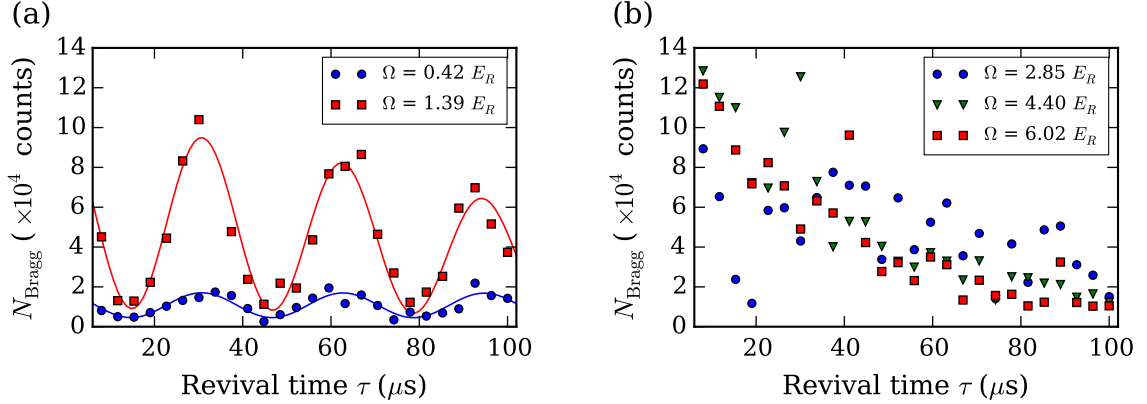 (a)
14
12
10
8
6
4
2
0
N_Bragg ( ×10^4 counts)
Ω = 0.42 E_R
Ω = 1.39 E_R
20 40 60 80 100
Revival time τ (μs)
(b)
14
12
10
8
6
4
2
0
N_Bragg ( ×10^4 counts)
Ω = 2.85 E_R
Ω = 4.40 E_R
Ω = 6.02 E_R
20 40 60 80 100
Revival time τ (μs)